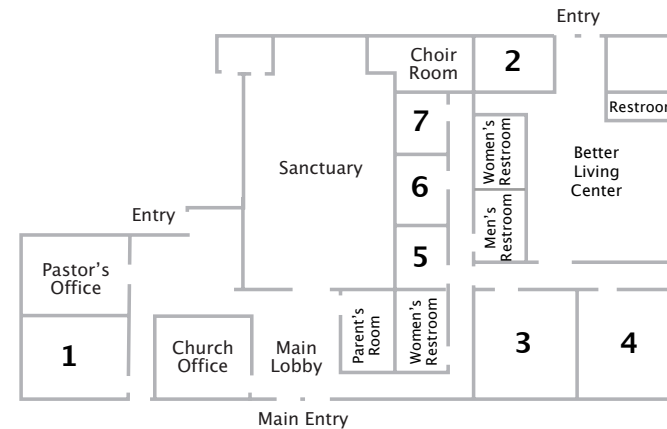 Entry
Choir
Room
2
7
Women's
Restroom
Better
Living
Center
Sanctuary
6
Men's
Restroom
Entry
5
Pastor's
Office
1
Church
Office
Main
Lobby
Parent's
Room
Women's
Restroom
3
4
Main Entry